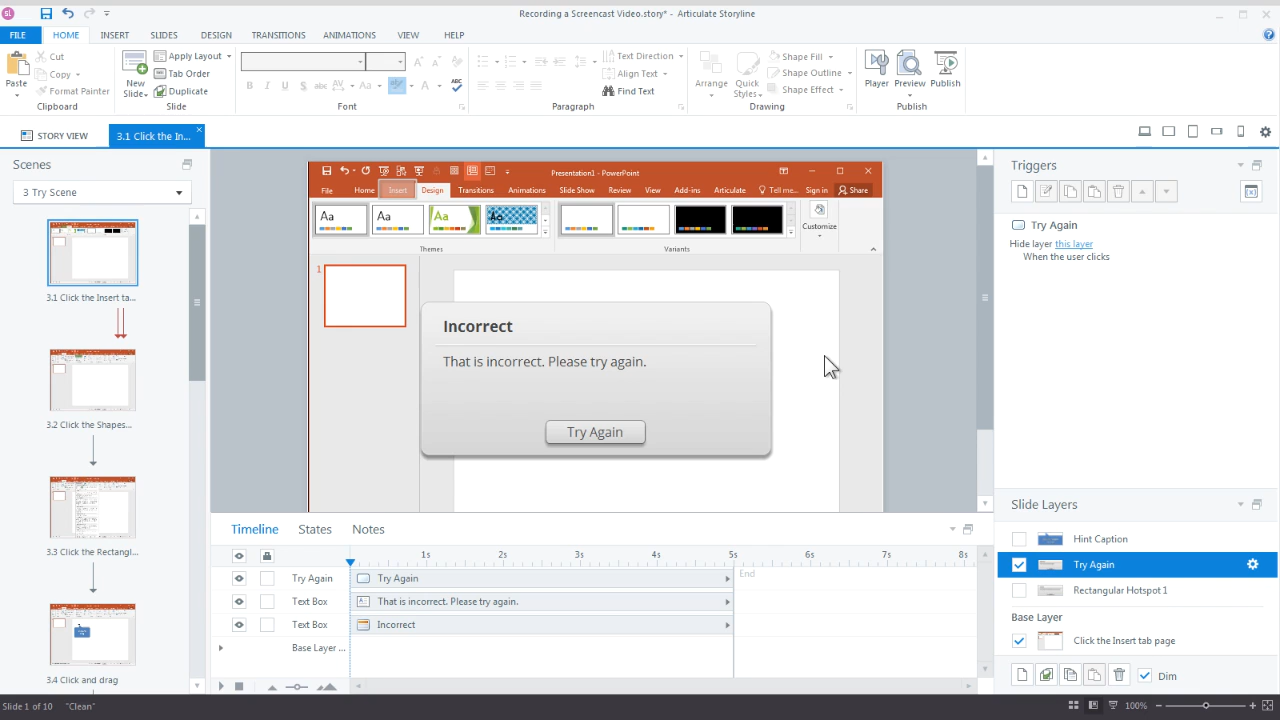 Recording a Screencast Video.story* - Articulate Storyline
FILE HOME INSERT SLIDES DESIGN TRANSITIONS ANIMATIONS VIEW HELP
Paste
Cut
Copy
Format Painter
Clipboard
New Slide
Apply Layout
Tab Order
Duplicate
Slide
B I U S abc AV Aa A ABC
Font
Text Direction
Align Text
Find Text
Paragraph
Arrange
Quick Styles
Shape Fill
Shape Outline
Shape Effect
Drawing
Player Preview Publish
Publish
STORY VIEW
3.1 Click the In...
Scenes
3 Try Scene
3.1 Click the Insert ta...
3.2 Click the Shapes...
3.3 Click the Rectangl...
3.4 Click and drag
Presentation1 - PowerPoint
File Home Insert Design Transitions Animations Slide Show Review View Add-ins Articulate Tell me... Sign in Share
Aa Aa Aa Aa
Customize
Themes Variants
1
Incorrect
That is incorrect. Please try again.
Try Again
Timeline States Notes
1s 2s 3s 4s 5s 6s 7s 8s
Try Again Try Again End
Text Box That is incorrect. Please try again.
Text Box Incorrect
Base Layer ...
Triggers
Try Again
Hide layer this layer
When the user clicks
Slide Layers
Hint Caption
Try Again
Rectangular Hotspot 1
Base Layer
Click the Insert tab page
Dim
Slide 1 of 10 "Clean" 100%